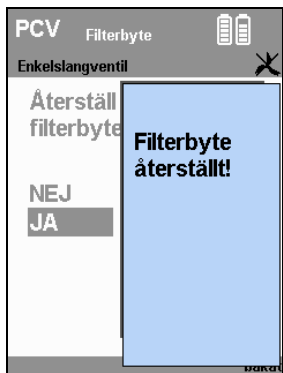 PCV Filterbyte
Enkelslangventil
Återställ
filterbyte
Filterbyte
återställt!
NEJ
JA